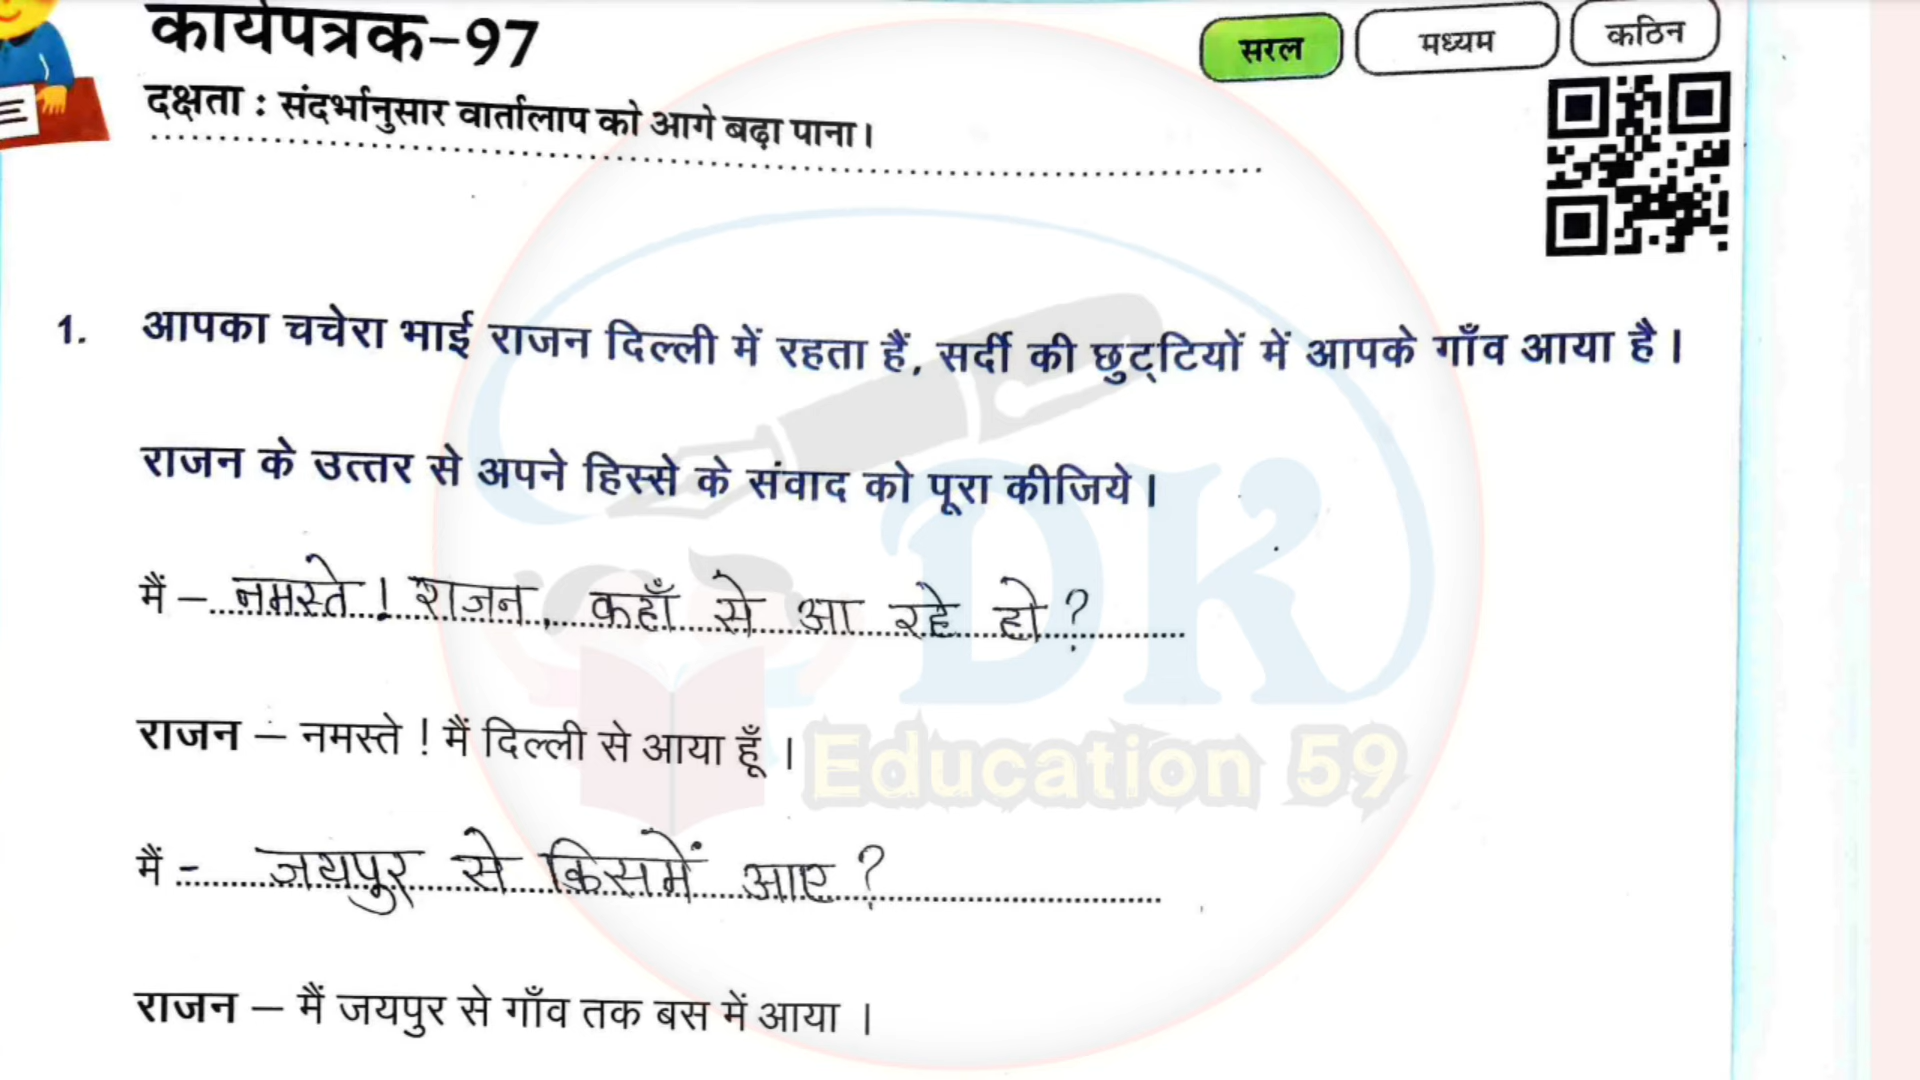 कार्यपत्रक-97
सरल
मध्यम
कठिन
दक्षता : संदर्भानुसार वार्तालाप को आगे बढ़ा पाना।
1. आपका चचेरा भाई राजन दिल्ली में रहता हैं, सर्दी की छुट्टियों में आपके गाँव आया है।
राजन के उत्तर से अपने हिस्से के संवाद को पूरा कीजिये।
मैं – नमस्ते! राजन, कहाँ से आ रहे हो?
राजन – नमस्ते ! मैं दिल्ली से आया हूँ ।
DK
Education 59
मैं - जयपुर से किसमें आए?
राजन – मैं जयपुर से गाँव तक बस में आया ।